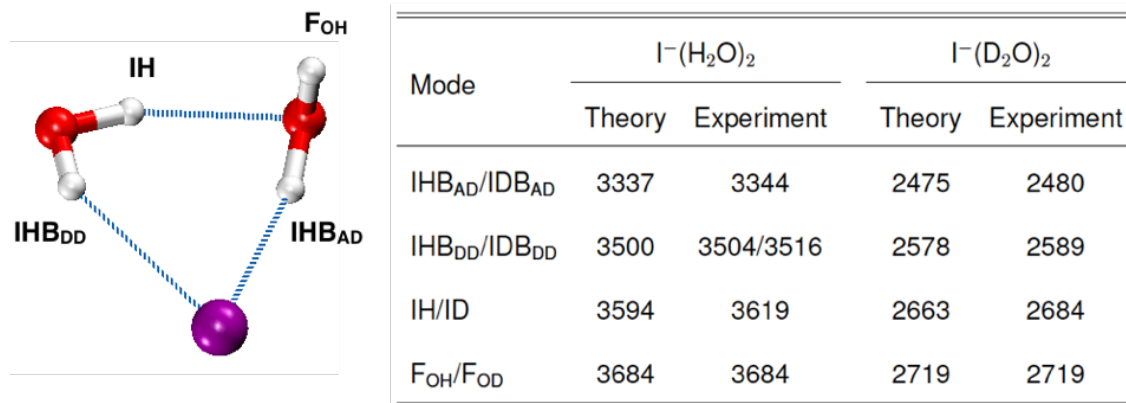 F_OH
IH
IHB_DD
IHB_AD
Mode I⁻(H₂O)₂ I⁻(D₂O)₂
Theory Experiment Theory Experiment
IHB_AD/IDB_AD 3337 3344 2475 2480
IHB_DD/IDB_DD 3500 3504/3516 2578 2589
IH/ID 3594 3619 2663 2684
F_OH/F_OD 3684 3684 2719 2719